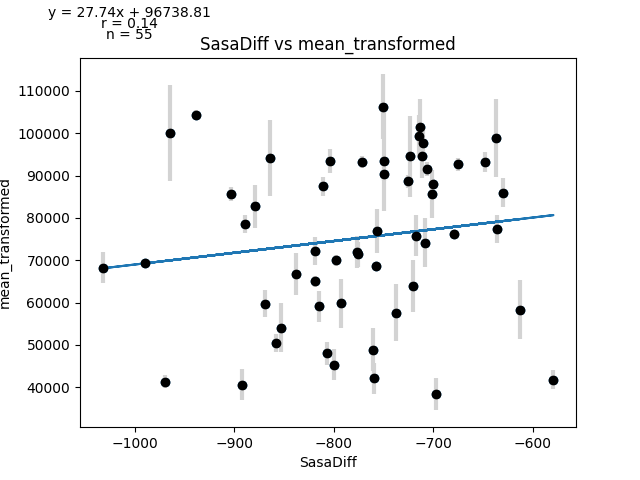 y = 27.74x + 96738.81
r = 0.14
n = 55
SasaDiff vs mean_transformed
110000
100000
90000
80000
70000
60000
50000
40000
mean_transformed
−1000
−900
−800
−700
−600
SasaDiff